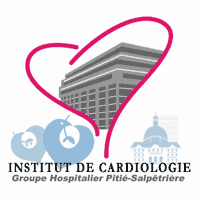 INSTITUT DE CARDIOLOGIE
Groupe Hospitalier Pitié-Salpêtrière